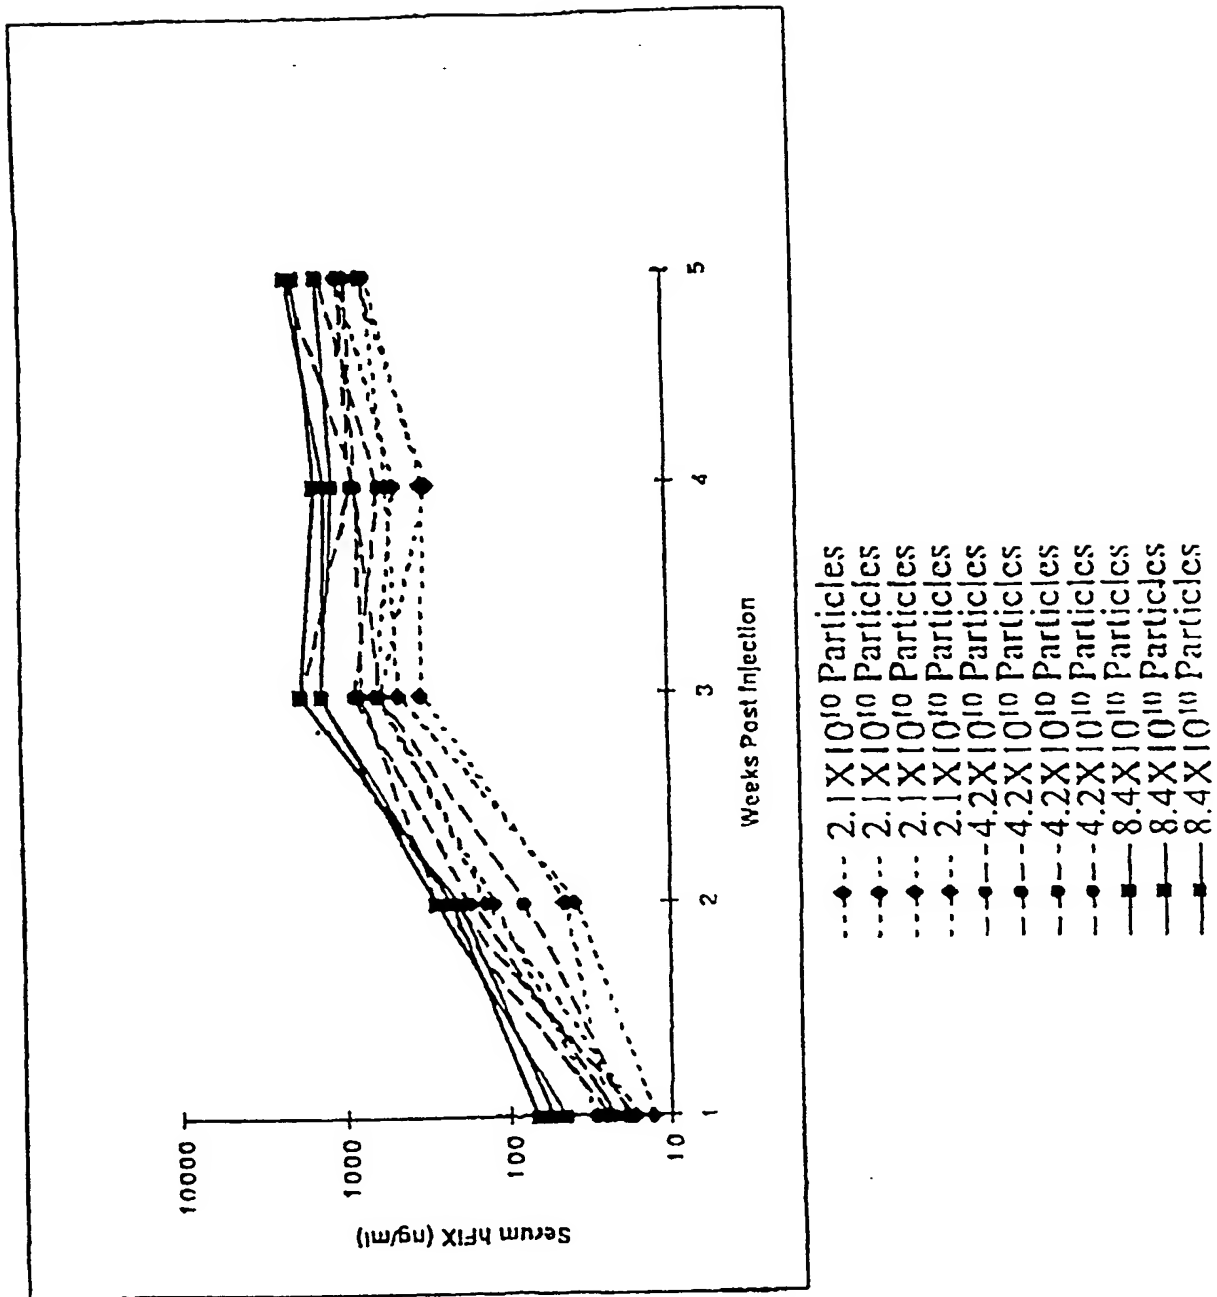 Serum hFIX (ng/ml)
10000
1000
100
10
1
2
3
4
5
Weeks Post Injection
2.1X10¹⁰ Particles
2.1X10¹⁰ Particles
2.1X10¹⁰ Particles
2.1X10¹⁰ Particles
4.2X10¹⁰ Particles
4.2X10¹⁰ Particles
4.2X10¹⁰ Particles
4.2X10¹⁰ Particles
8.4X10¹⁰ Particles
8.4X10¹⁰ Particles
8.4X10¹⁰ Particles